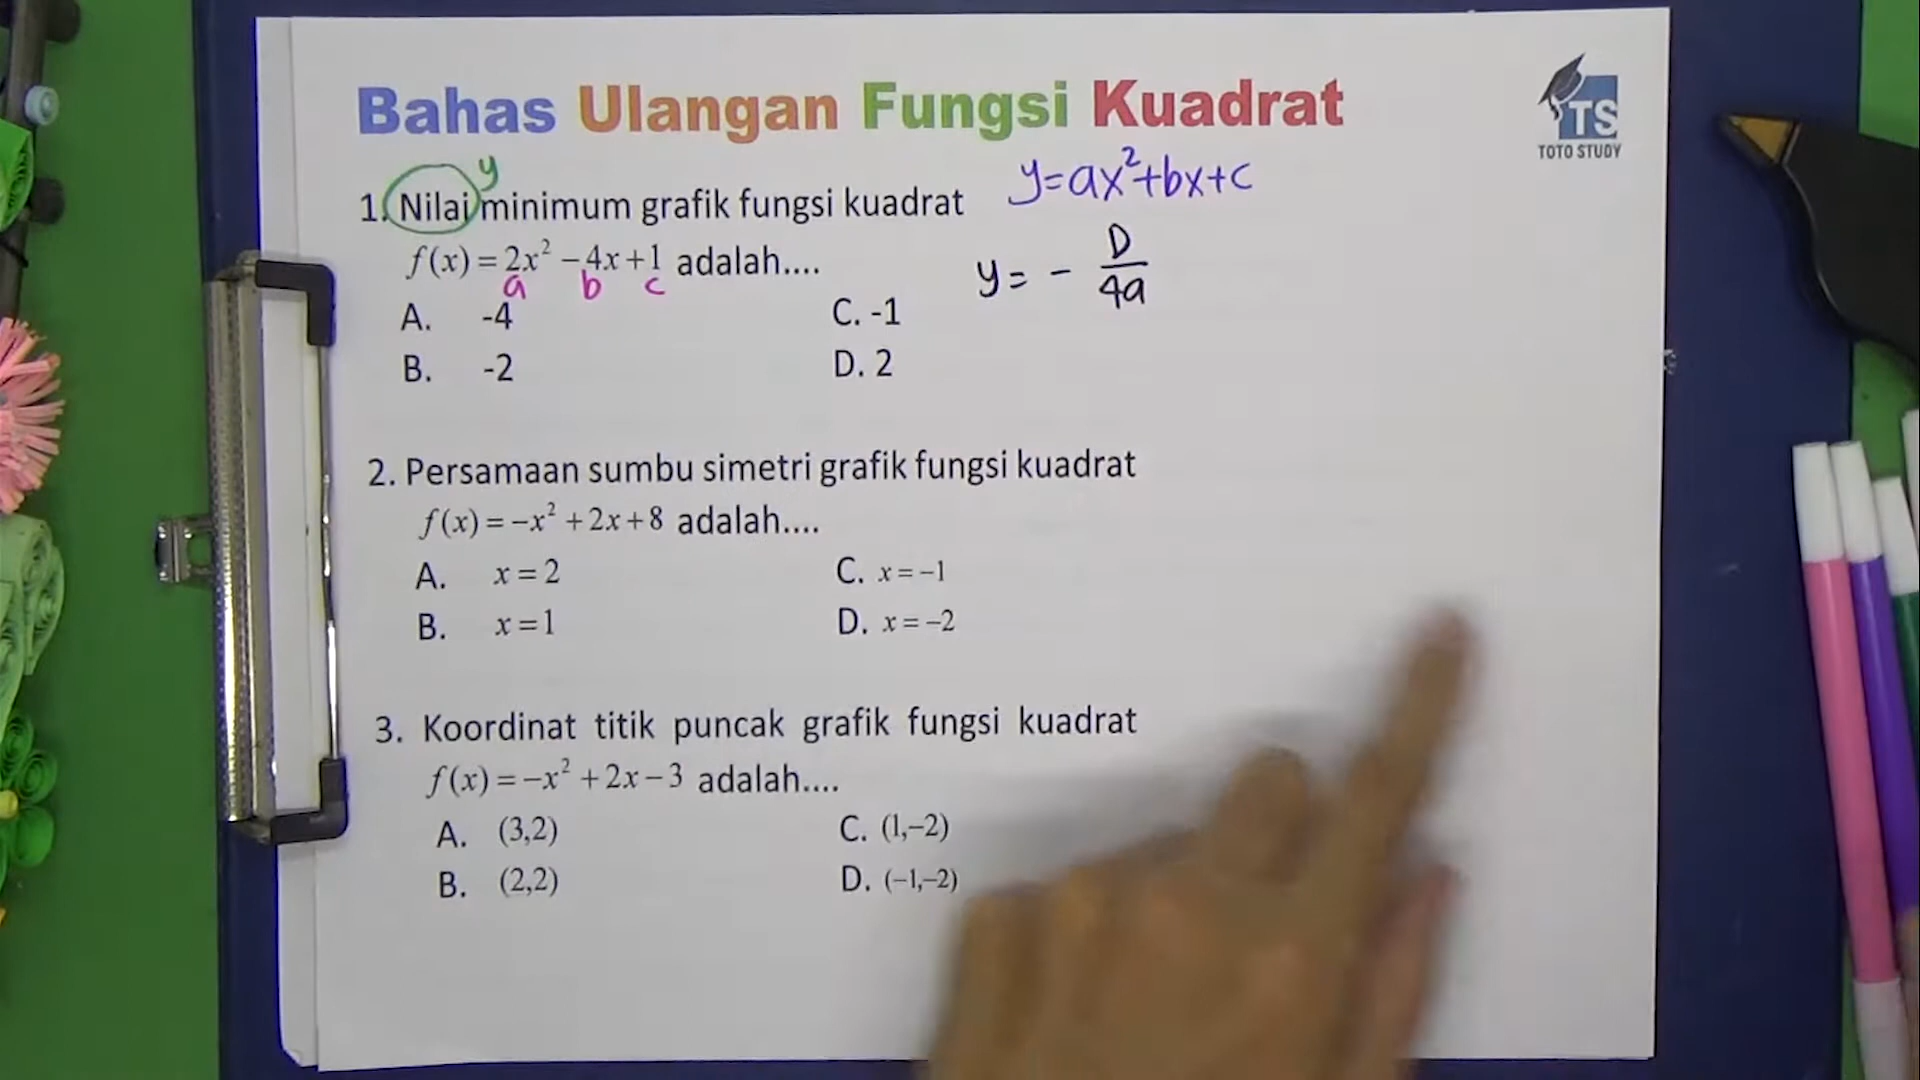 Bahas Ulangan Fungsi Kuadrat
TS
TOTO STUDY
y
y=ax²+bx+c
1. Nilai minimum grafik fungsi kuadrat
f(x) = 2x² − 4x + 1 adalah....
a b c
y = - D/4a
A. -4
C. -1
B. -2
D. 2
2. Persamaan sumbu simetri grafik fungsi kuadrat
f(x) = −x² + 2x + 8 adalah....
A. x = 2
C. x = −1
B. x = 1
D. x = −2
3. Koordinat titik puncak grafik fungsi kuadrat
f(x) = −x² + 2x − 3 adalah....
A. (3,2)
C. (1,−2)
B. (2,2)
D. (−1,−2)